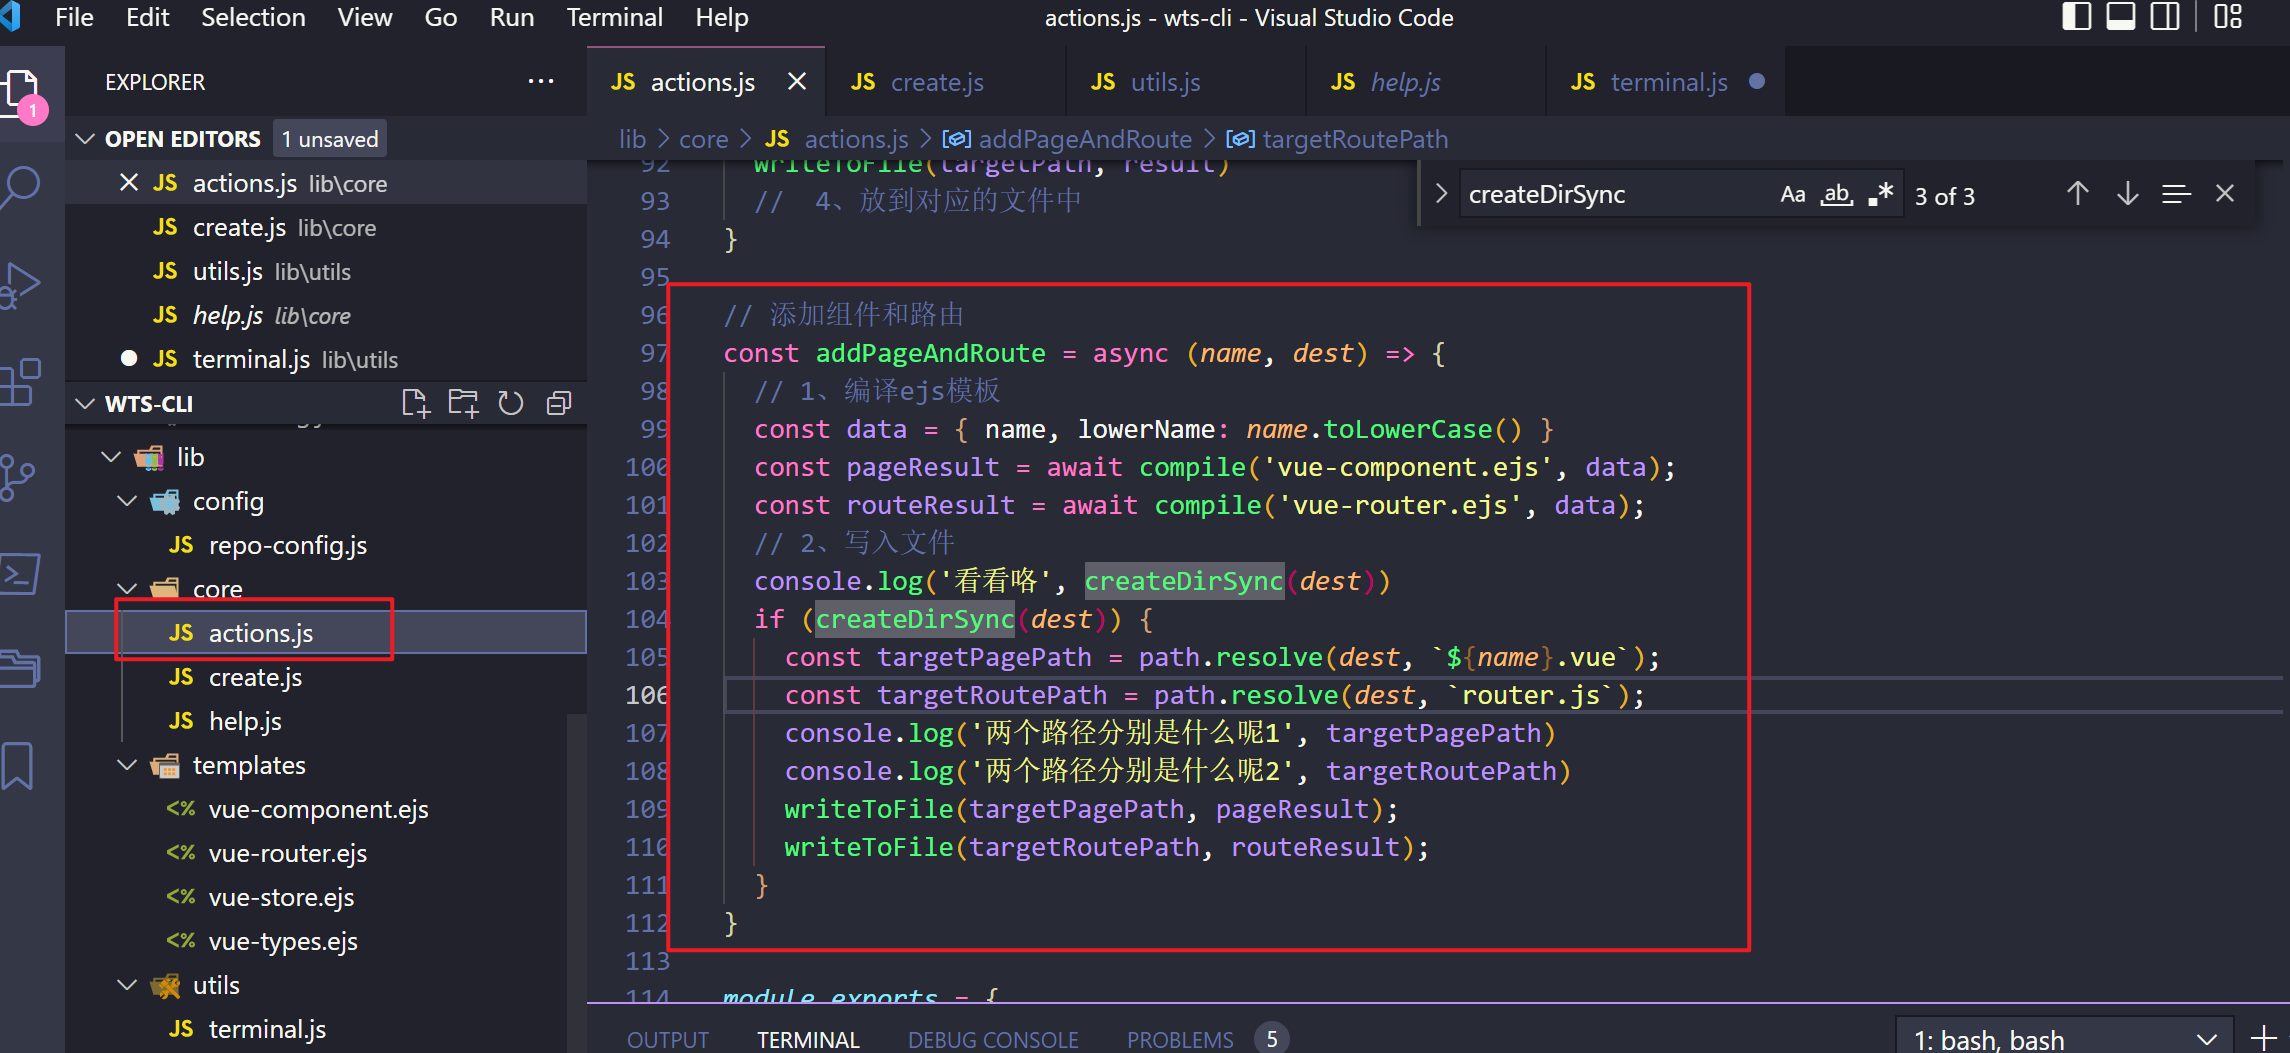 File Edit Selection View Go Run Terminal Help
actions.js - wts-cli - Visual Studio Code
1
EXPLORER
OPEN EDITORS 1 unsaved
JS actions.js lib\core
JS create.js lib\core
JS utils.js lib\utils
JS help.js lib\core
JS terminal.js lib\utils
WTS-CLI
lib
config
JS repo-config.js
core
JS actions.js
JS create.js
JS help.js
templates
<% vue-component.ejs
<% vue-router.ejs
<% vue-store.ejs
<% vue-types.ejs
utils
JS terminal.js
JS actions.js
JS create.js
JS utils.js
JS help.js
JS terminal.js
lib > core > JS actions.js > addPageAndRoute > targetRoutePath
createDirSync Aa ab .* 3 of 3
92 writeToFile(targetPath, result)
93 // 4、放到对应的文件中
94 }
95
96 // 添加组件和路由
97 const addPageAndRoute = async (name, dest) => {
98 // 1、编译ejs模板
99 const data = { name, lowerName: name.toLowerCase() }
100 const pageResult = await compile('vue-component.ejs', data);
101 const routeResult = await compile('vue-router.ejs', data);
102 // 2、写入文件
103 console.log('看看咯', createDirSync(dest))
104 if (createDirSync(dest)) {
105 const targetPagePath = path.resolve(dest, `${name}.vue`);
106 const targetRoutePath = path.resolve(dest, `router.js`);
107 console.log('两个路径分别是什么呢1', targetPagePath)
108 console.log('两个路径分别是什么呢2', targetRoutePath)
109 writeToFile(targetPagePath, pageResult);
110 writeToFile(targetRoutePath, routeResult);
111 }
112 }
113
114 module.exports = {
OUTPUT TERMINAL DEBUG CONSOLE PROBLEMS 5
1: bash, bash